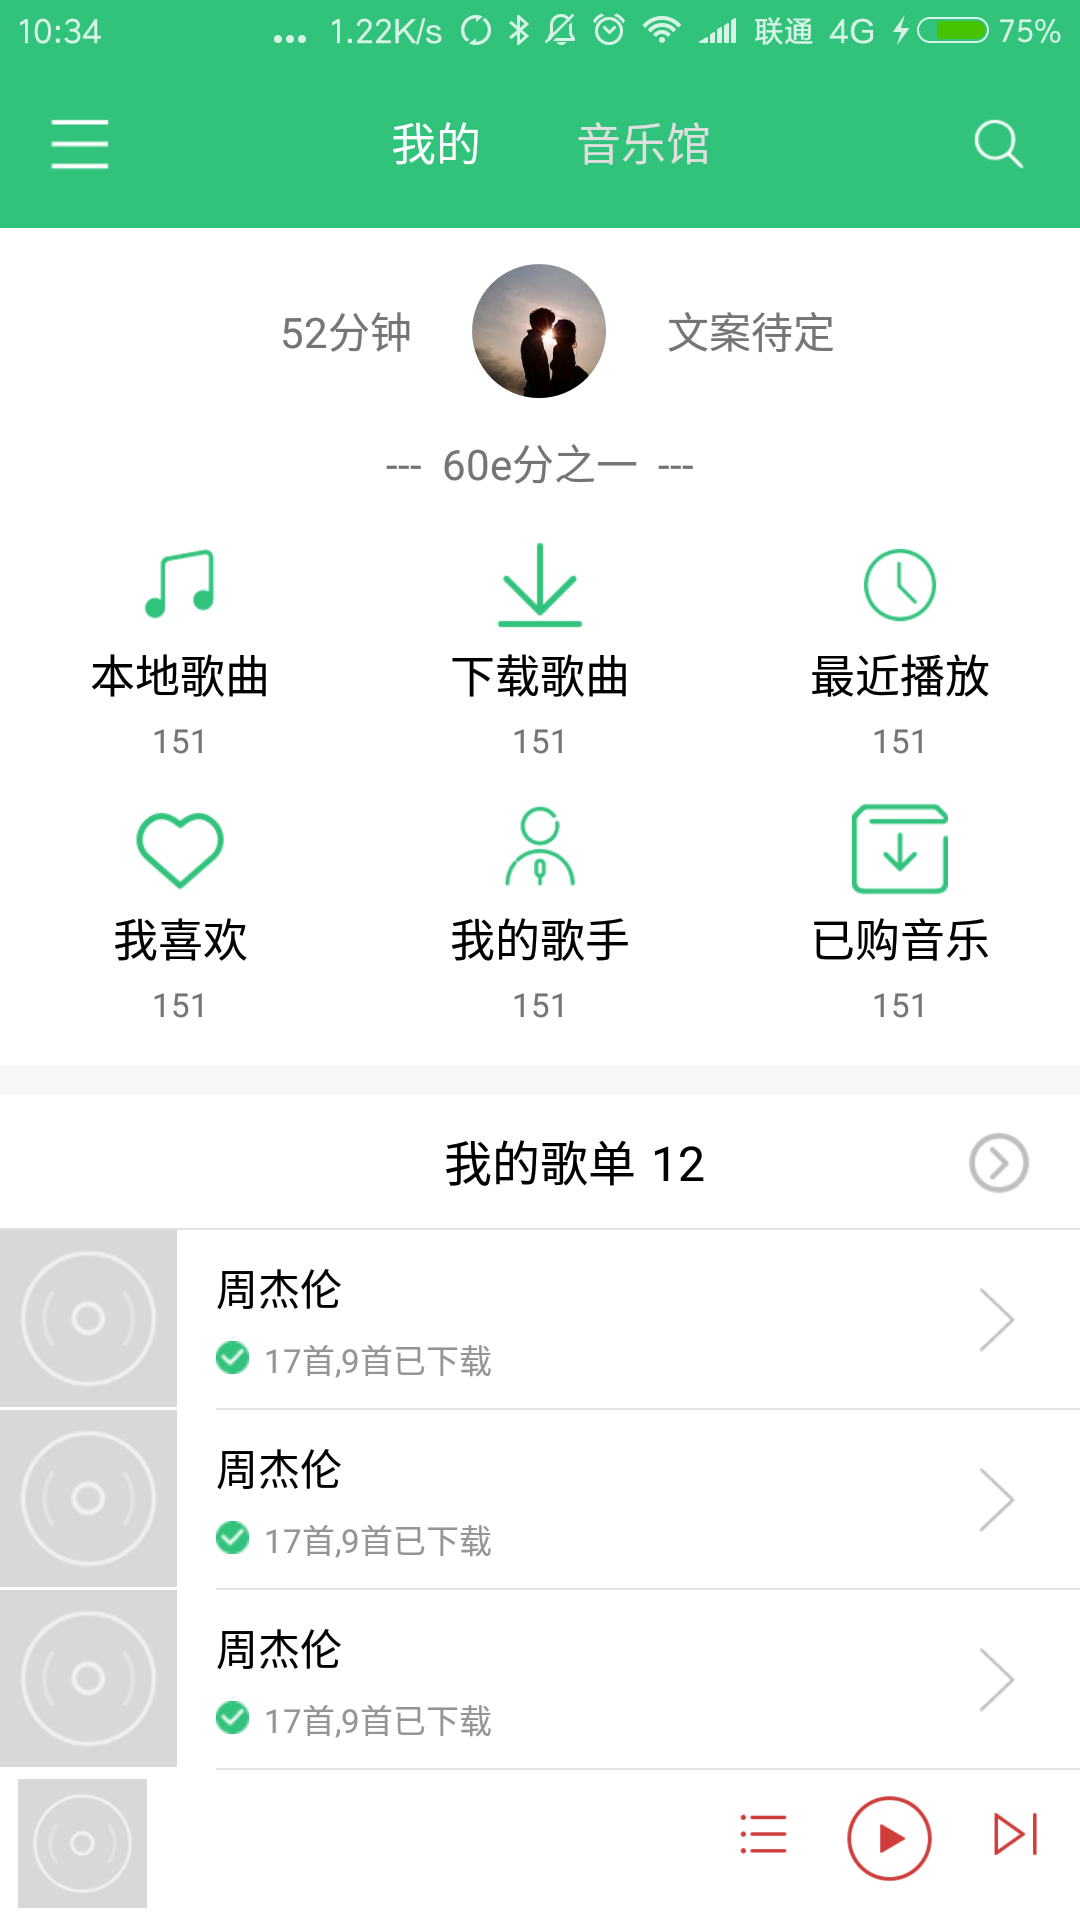 10:34 ... 1.22K/s 联通 4G 75%
我的 音乐馆
52分钟 文案待定
--- 60e分之一 ---
本地歌曲 下载歌曲 最近播放
151 151 151
我喜欢 我的歌手 已购音乐
151 151 151
我的歌单 12
周杰伦
17首,9首已下载
周杰伦
17首,9首已下载
周杰伦
17首,9首已下载